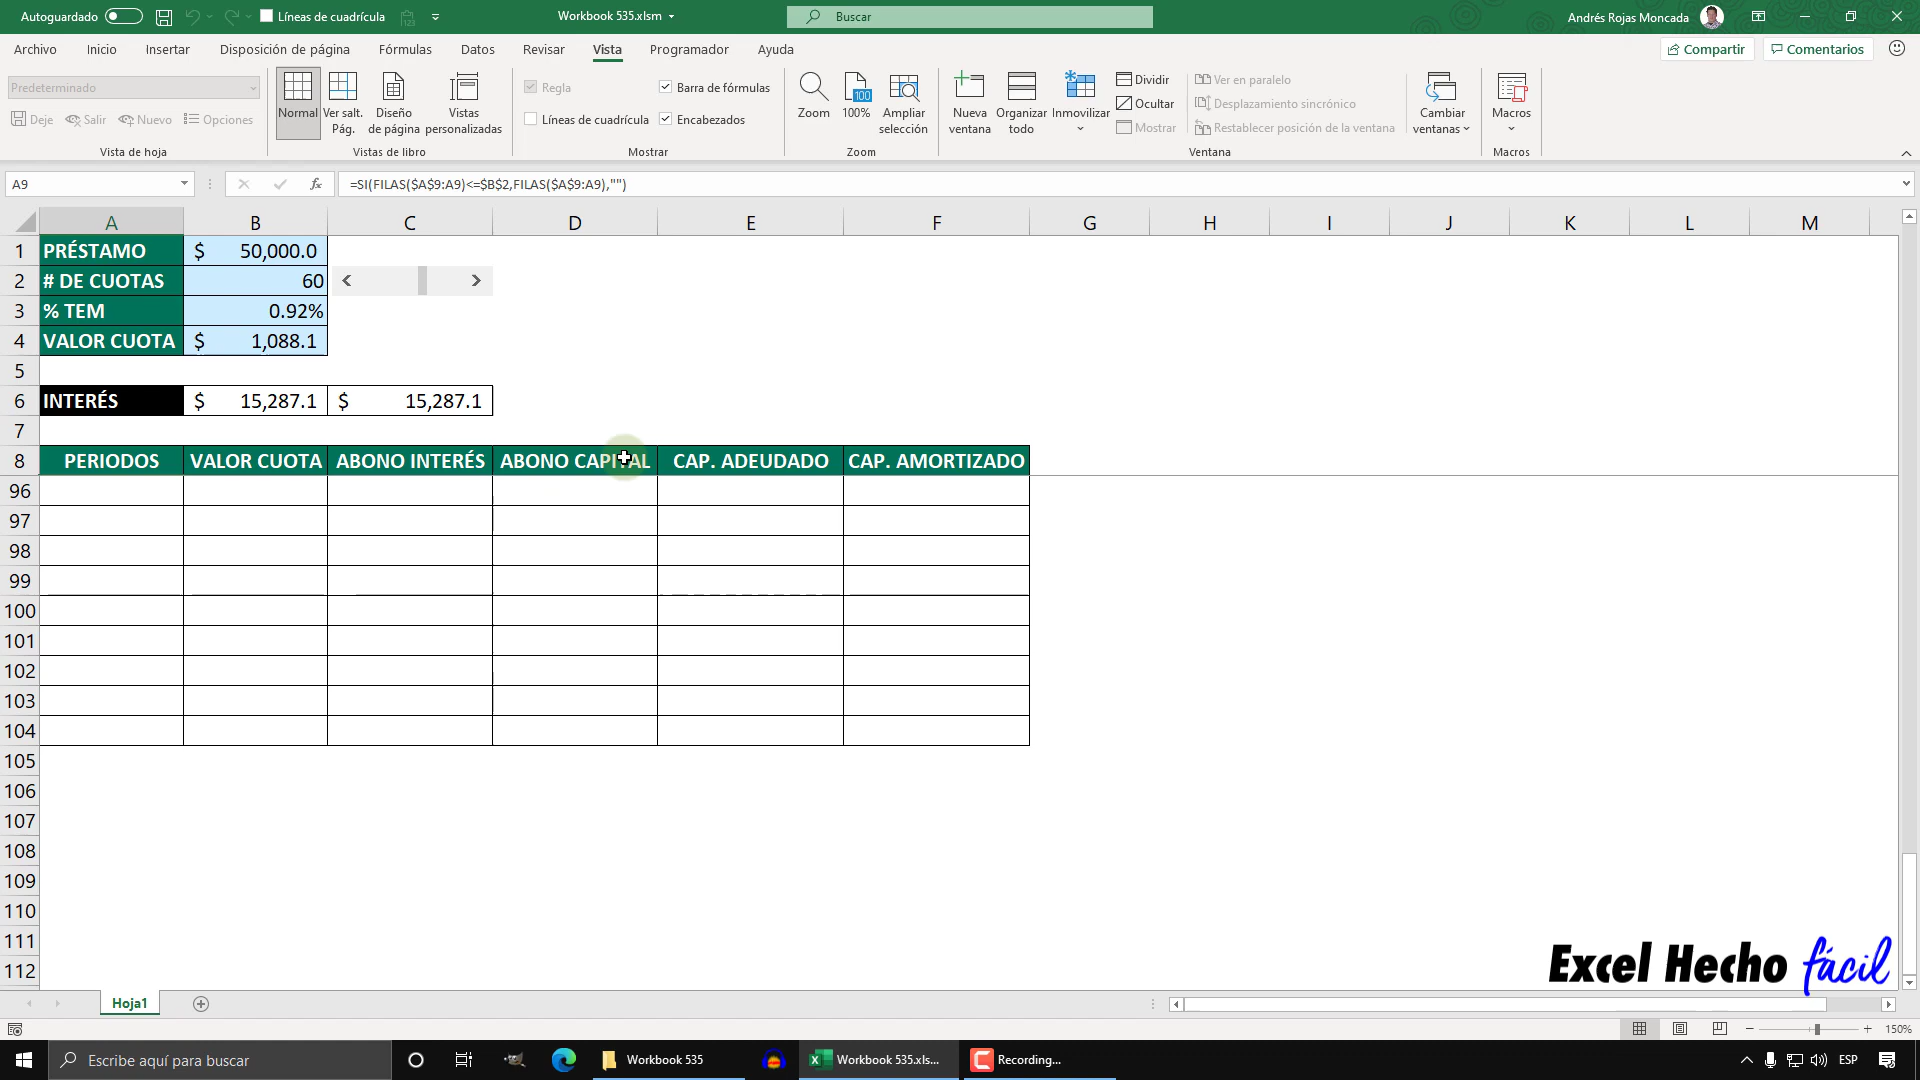 Autoguardado
Líneas de cuadrícula
Workbook 535.xlsm
Buscar
Andrés Rojas Moncada
Archivo Inicio Insertar Disposición de página Fórmulas Datos Revisar Vista Programador Ayuda
Compartir Comentarios
Predeterminado
Deje Salir Nuevo Opciones
Vista de hoja
Normal
Ver salt. Pág.
Diseño de página
Vistas personalizadas
Vistas de libro
Regla Barra de fórmulas
Líneas de cuadrícula Encabezados
Mostrar
Zoom
100
100%
Ampliar selección
Zoom
Nueva ventana
Organizar todo
Inmovilizar
Dividir
Ocultar
Mostrar
Ver en paralelo
Desplazamiento sincrónico
Restablecer posición de la ventana
Cambiar ventanas
Ventana
Macros
Macros
A9
fx
=SI(FILAS($A$9:A9)<=$B$2,FILAS($A$9:A9),"")
A B C D E F G H I J K L M
1 PRÉSTAMO $ 50,000.0
2 # DE CUOTAS 60
3 % TEM 0.92%
4 VALOR CUOTA $ 1,088.1
5
6 INTERÉS $ 15,287.1 $ 15,287.1
7
8 PERIODOS VALOR CUOTA ABONO INTERÉS ABONO CAPITAL CAP. ADEUDADO CAP. AMORTIZADO
96
97
98
99
100
101
102
103
104
105
106
107
108
109
110
111
112
Excel Hecho fácil
Hoja1
150%
Escribe aquí para buscar
Workbook 535
Workbook 535.xls...
Recording...
ESP